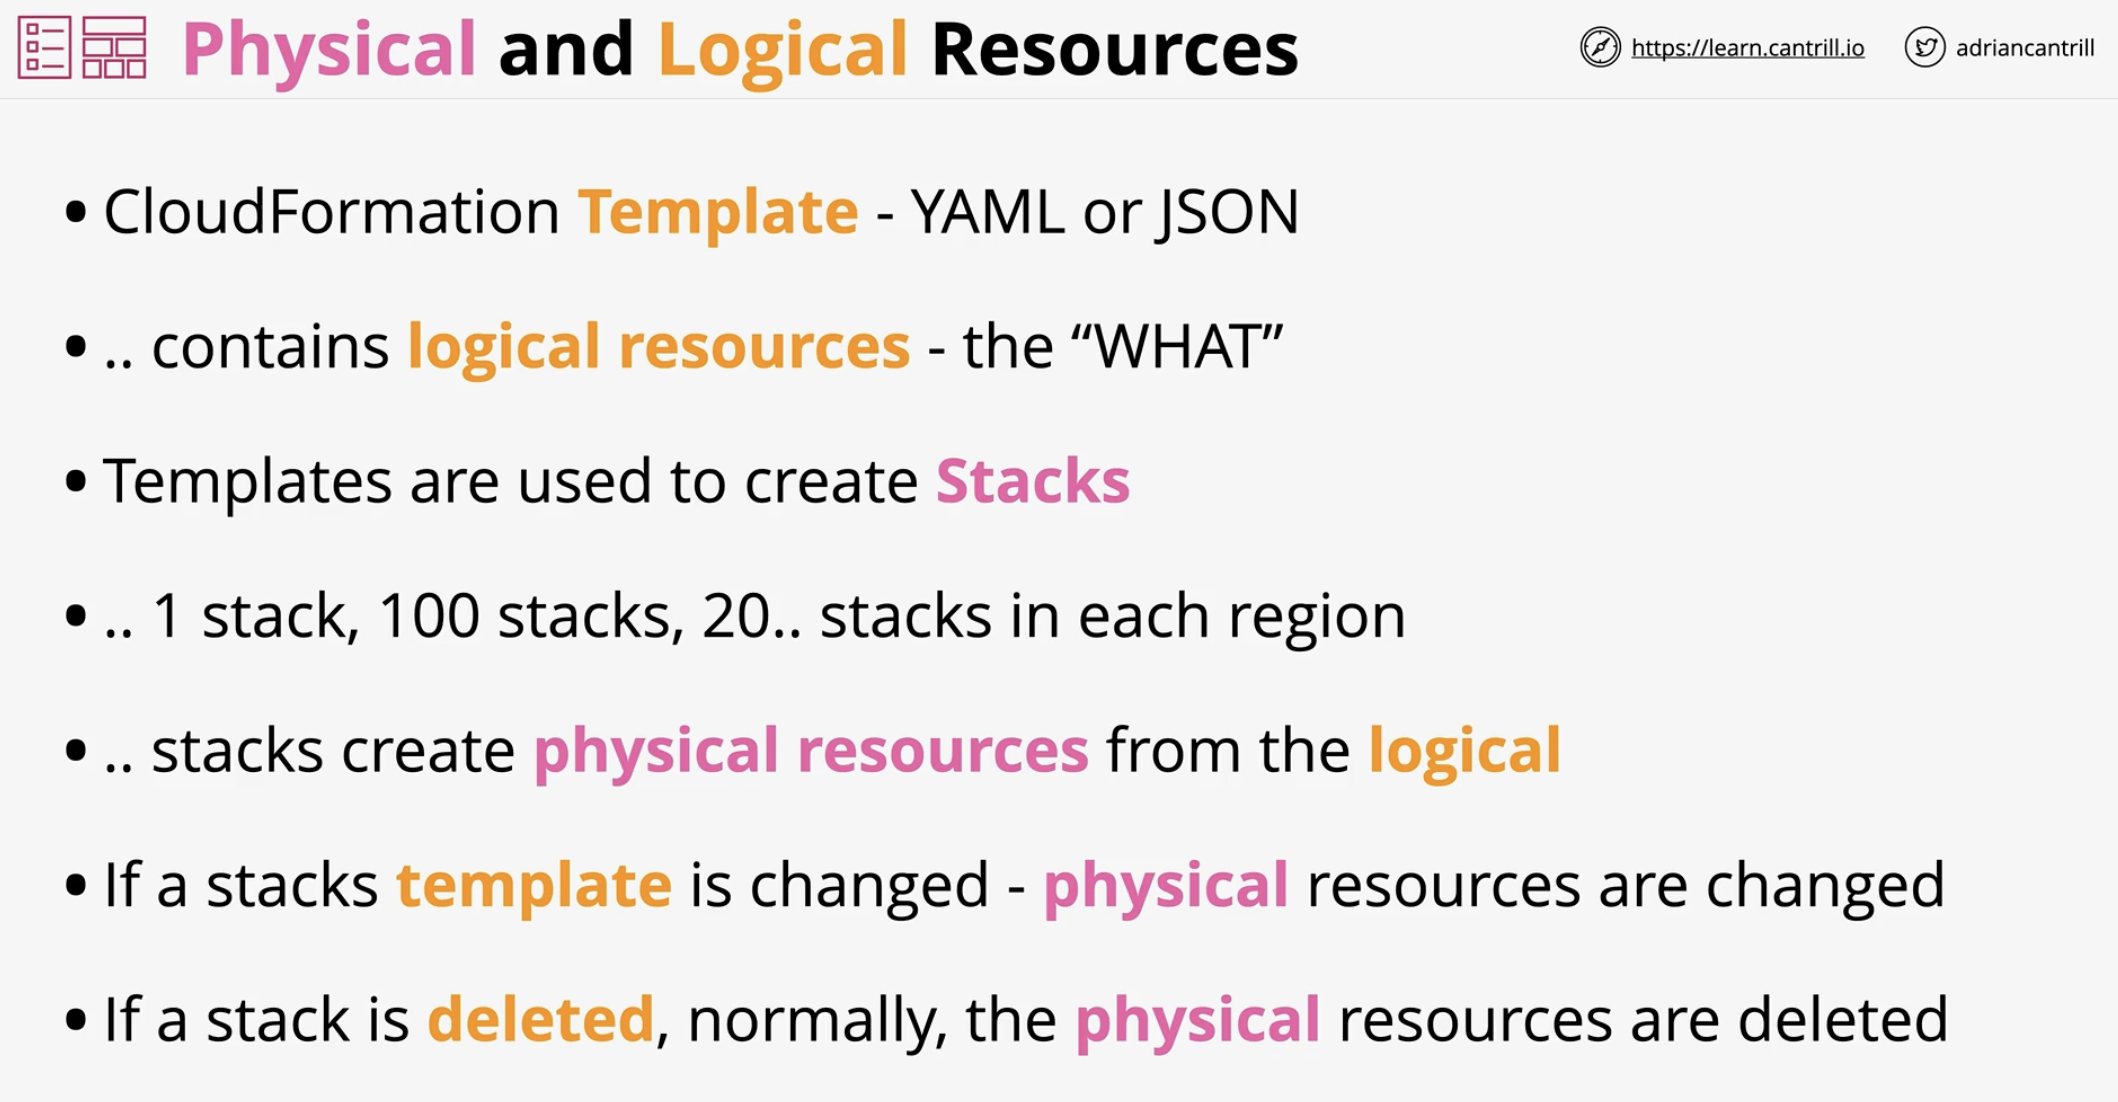 Physical and Logical Resources
https://learn.cantrill.io
adriancantrill
• CloudFormation Template - YAML or JSON
• .. contains logical resources - the “WHAT”
• Templates are used to create Stacks
• .. 1 stack, 100 stacks, 20.. stacks in each region
• .. stacks create physical resources from the logical
• If a stacks template is changed - physical resources are changed
• If a stack is deleted, normally, the physical resources are deleted